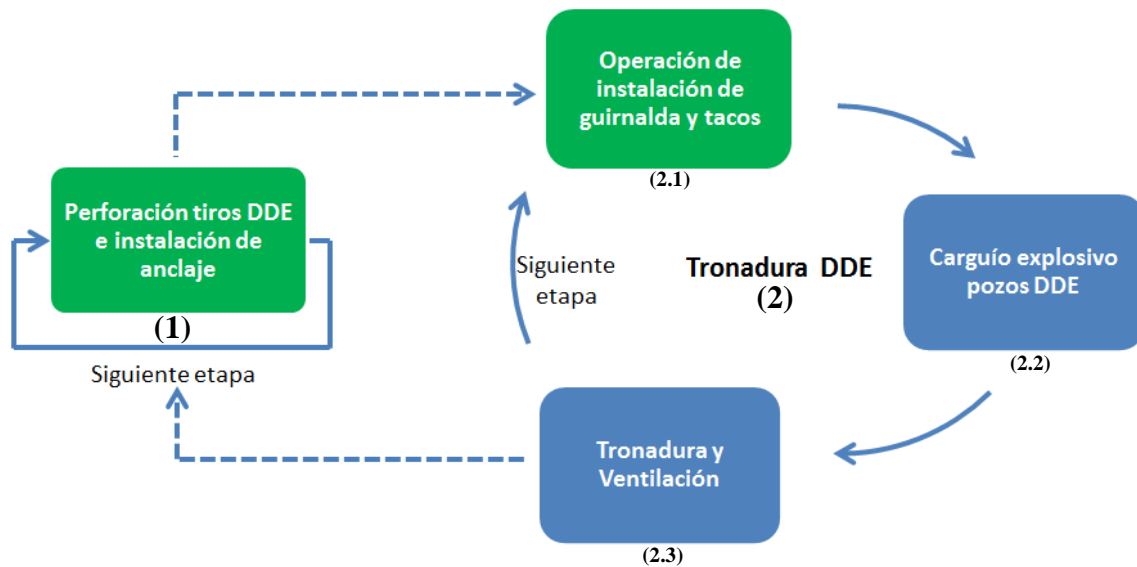 Operación de
instalación de
guirnalda y tacos
(2.1)
Perforación tiros DDE
e instalación de
anclaje
(1)
Siguiente etapa
Siguiente
etapa
Tronadura DDE
(2)
Carguío explosivo
pozos DDE
(2.2)
Tronadura y
Ventilación
(2.3)